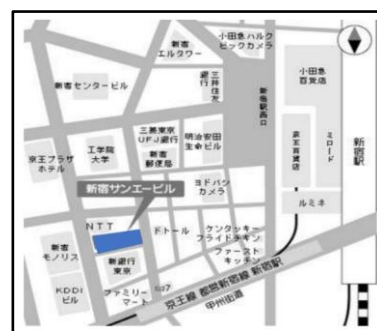 小田急ハルク
ビックカメラ
新宿
エルタワー
三井住友
銀行
小田急
百貨店
新宿センタービル
新宿駅西口
三菱東京
UFJ銀行
明治安田
生命ビル
工学院
大学
新宿
郵便局
京王百貨店
ミロード
新宿駅
京王プラザ
ホテル
ヨドバシ
カメラ
新宿サンエービル
ルミネ
NTT
ドトール
ケンタッキー
フライドチキン
新宿
モノリス
新銀行
東京
ファースト
キッチン
KDDI
ビル
ファミリー
マート
京王線 都営新宿線 新宿駅
甲州街道